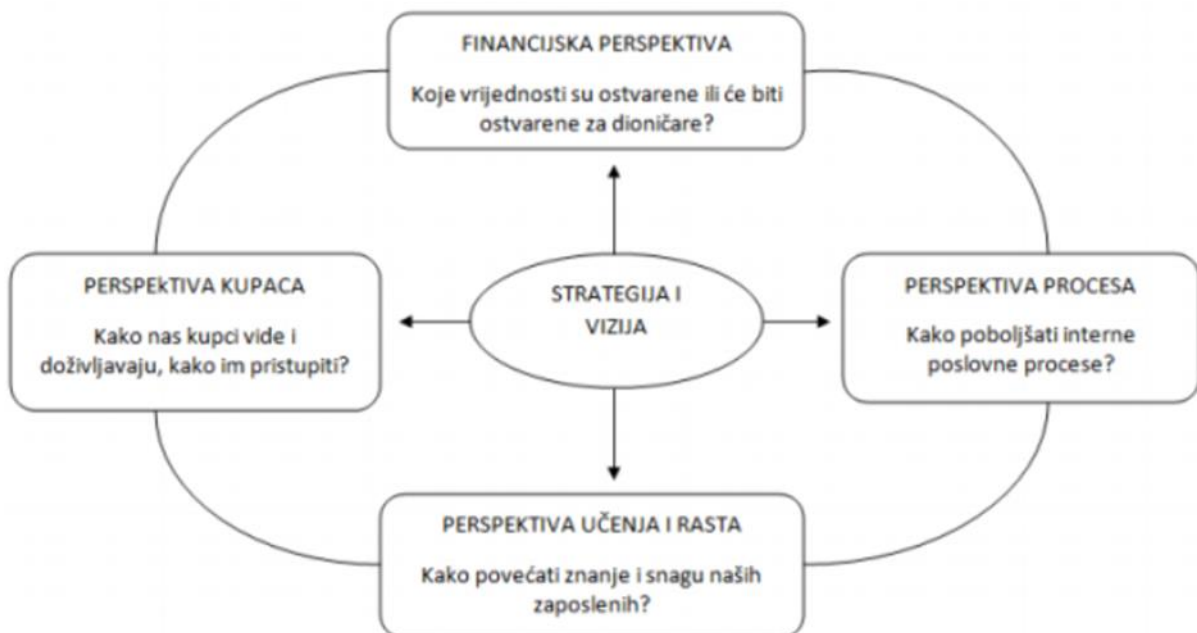 FINANCIJSKA PERSPEKTIVA
Koje vrijednosti su ostvarene ili će biti
ostvarene za dioničare?
PERSPEkTIVA KUPACA
Kako nas kupci vide i
doživljavaju, kako im pristupiti?
STRATEGIJA I
VIZIJA
PERSPEKTIVA PROCESA
Kako poboljšati interne
poslovne procese?
PERSPEKTIVA UČENJA I RASTA
Kako povećati znanje i snagu naših
zaposlenih?